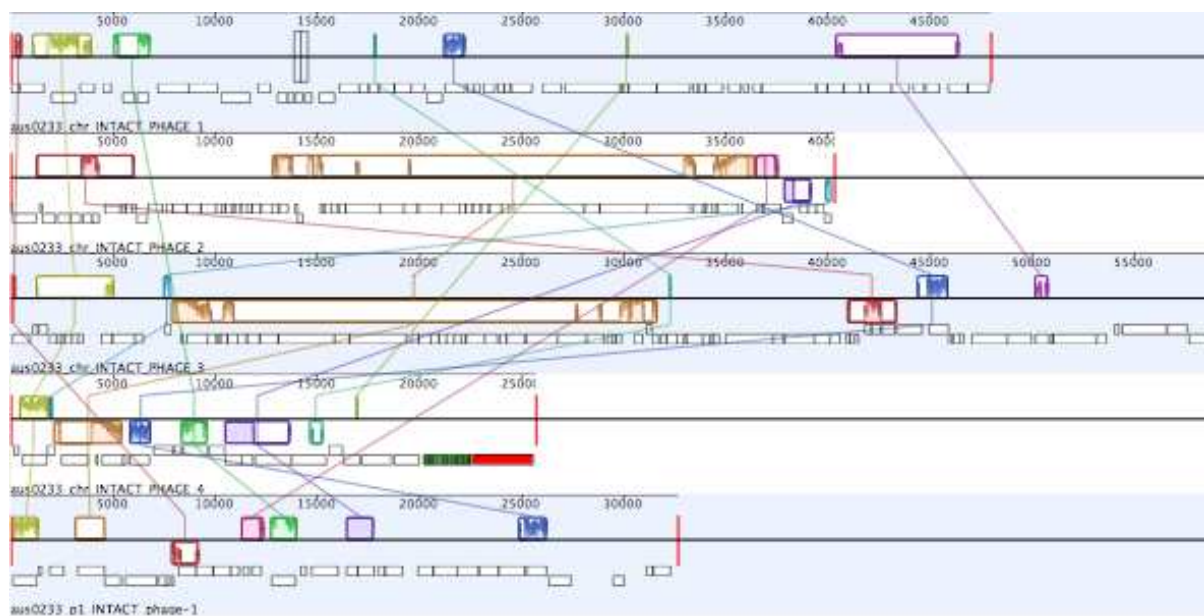 5000 10000 15000 20000 25000 30000 35000 40000 45000
aus0233_chr_INTACT_PHAGE_1
5000 10000 15000 20000 25000 30000 35000 4000
aus0233_chr_INTACT_PHAGE_2
5000 10000 15000 20000 25000 30000 35000 40000 45000 50000 55000
aus0233_chr_INTACT_PHAGE_3
5000 10000 15000 20000 2500
aus0233_chr_INTACT_PHAGE_4
5000 10000 15000 20000 25000 30000
aus0233_p1_INTACT_phage-1